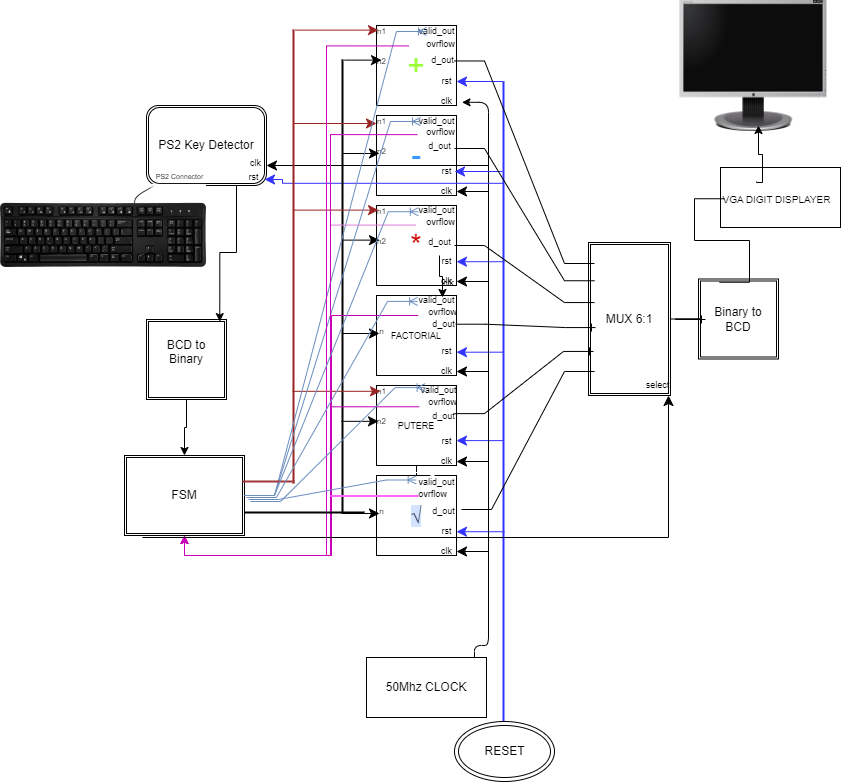 n1
valid_out
ovrflow
d_out
+
n2
rst
clk
n1
valid_out
ovrflow
d_out
-
n2
rst
clk
PS2 Key Detector
clk
PS2 Connector
rst
n1
valid_out
ovrflow
*
n2
d_out
rst
clk
valid_out
ovrflow
d_out
n
FACTORIAL
rst
clk
n1
valid_out
ovrflow
d_out
n2
PUTERE
rst
clk
valid_out
ovrflow
n
√
d_out
rst
clk
BCD to
Binary
FSM
MUX 6:1
select
Binary to
BCD
VGA DIGIT DISPLAYER
50Mhz CLOCK
RESET